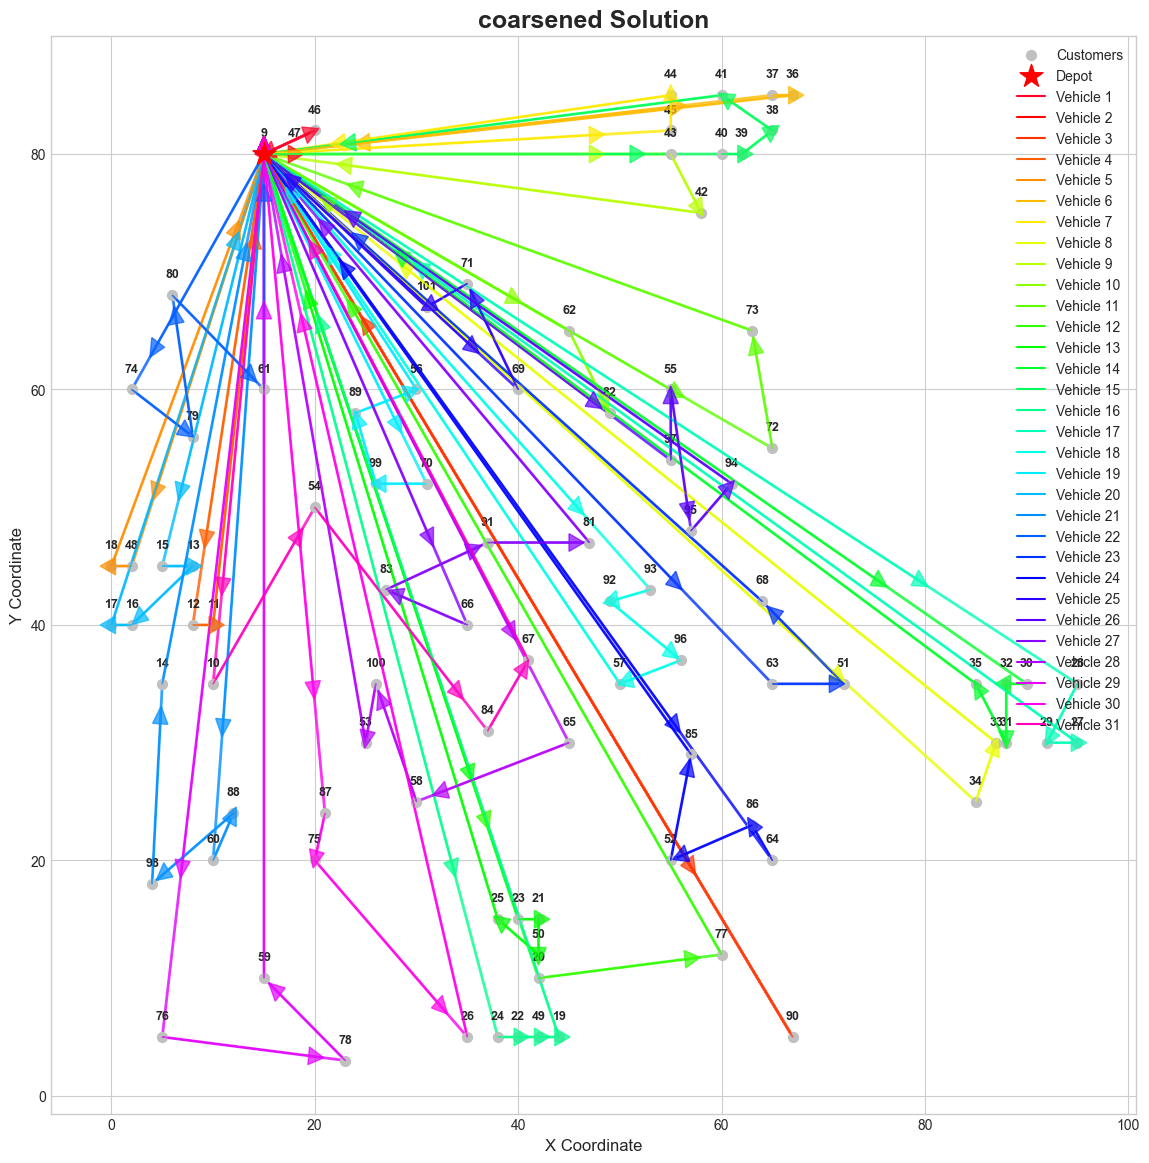 coarsened Solution
Customers
Depot
Vehicle 1
Vehicle 2
Vehicle 3
Vehicle 4
Vehicle 5
Vehicle 6
Vehicle 7
Vehicle 8
Vehicle 9
Vehicle 10
Vehicle 11
Vehicle 12
Vehicle 13
Vehicle 14
Vehicle 15
Vehicle 16
Vehicle 17
Vehicle 18
Vehicle 19
Vehicle 20
Vehicle 21
Vehicle 22
Vehicle 23
Vehicle 24
Vehicle 25
Vehicle 26
Vehicle 27
Vehicle 28
Vehicle 29
Vehicle 30
Vehicle 31
44 41 37 36
46 45 38
9 47 43 40 39
42
80 71
101
62 73
74 61 56 69 55
89 82
79 57 72
99 70 94
54
91 81 95
18 48 15 13
83 92 93 68
17 16 12 11 66
67 96
14 10 100 57 63 51 35 32 30
53 84 65 85 33 31 29 27
87 58 34
88 86
60 75 52 64
98
25 23 21
50 77
59 20
76 78 26 24 22 49 19 90
80
60
40
20
0
0 20 40 60 80 100
Y Coordinate
X Coordinate